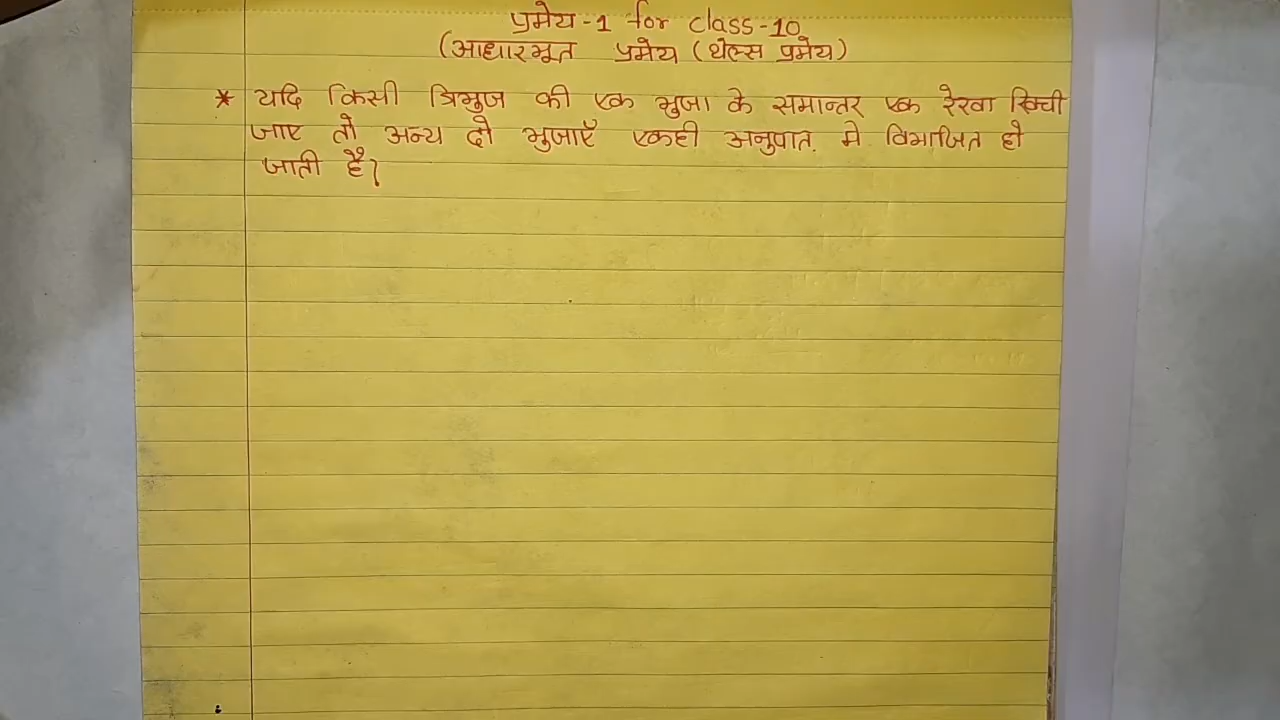 प्रमेय-1 for class-10
(आधारभूत प्रमेय (थेल्स प्रमेय)
* यदि किसी त्रिभुज की एक भुजा के समान्तर एक रेखा खिची
जाए तो अन्य दो भुजाएँ एकही अनुपात मे विभाजित हो
जाती है।